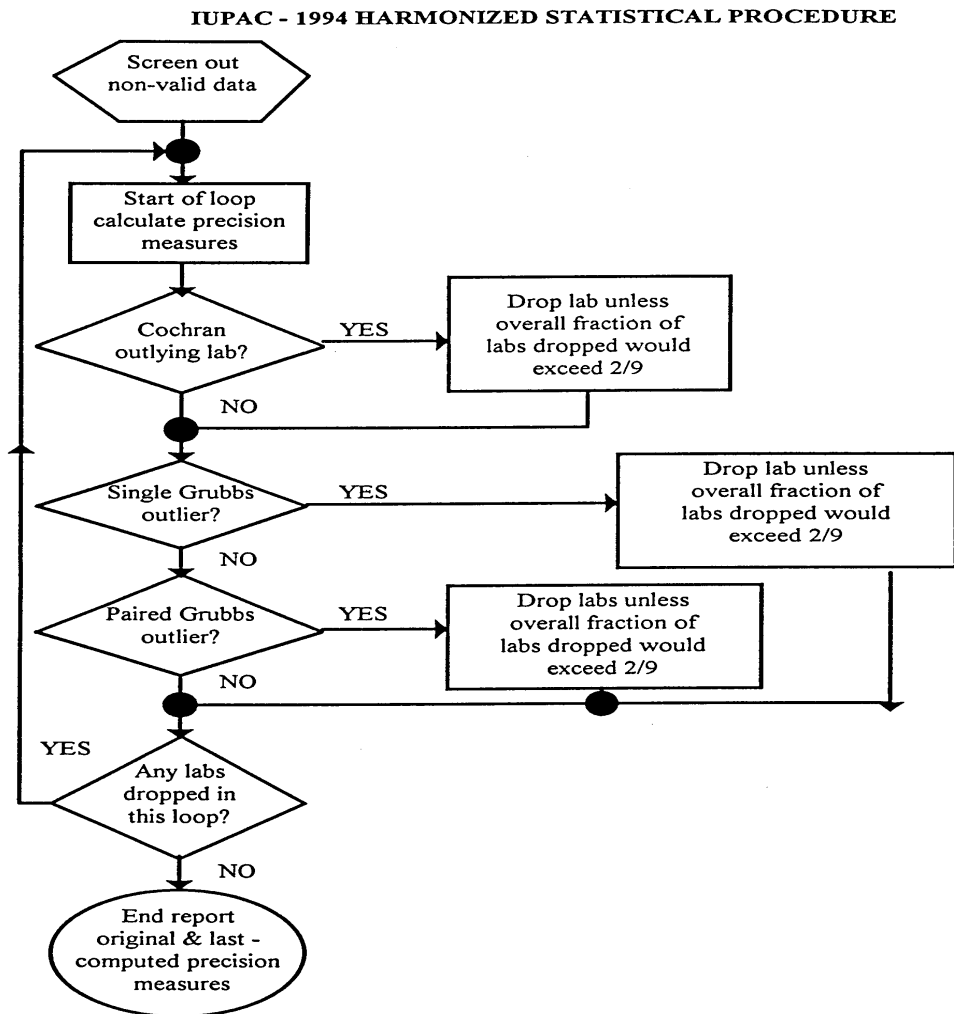 IUPAC - 1994 HARMONIZED STATISTICAL PROCEDURE
Screen out
non-valid data
Start of loop
calculate precision
measures
Cochran
outlying lab?
YES
Drop lab unless
overall fraction of
labs dropped would
exceed 2/9
NO
Single Grubbs
outlier?
YES
Drop lab unless
overall fraction of
labs dropped would
exceed 2/9
NO
Paired Grubbs
outlier?
YES
Drop labs unless
overall fraction of
labs dropped would
exceed 2/9
NO
YES
Any labs
dropped in
this loop?
NO
End report
original & last -
computed precision
measures